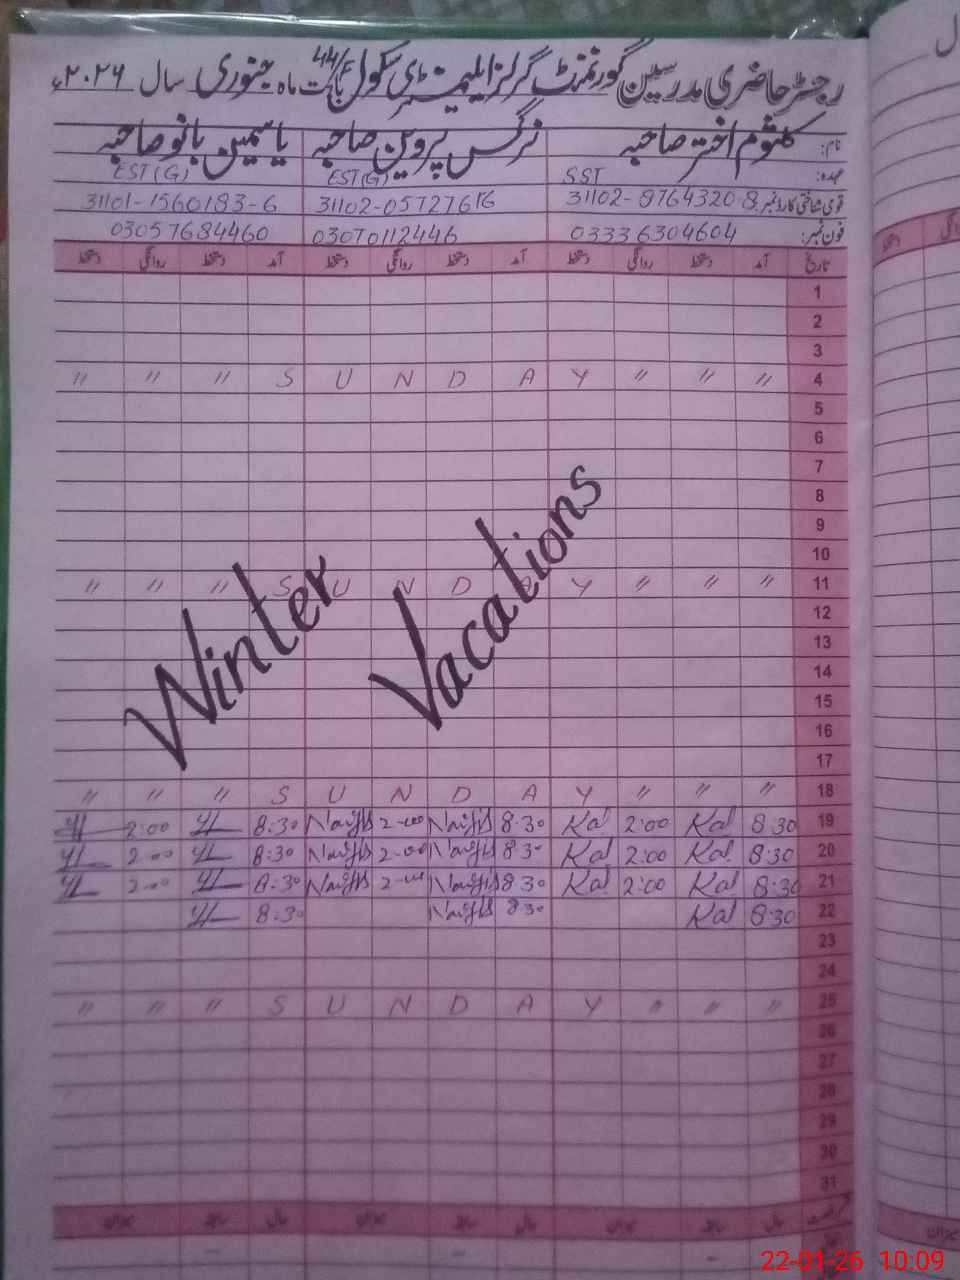 رجسٹر حاضری مدرسین گورنمنٹ گرلز ایلیمنٹری سکول 44/F بابت ماہ جنوری سال ۲۰۲۶ء
نام: کلثوم اختر صاحبہ نرگس پروین صاحبہ یاسمین بانو صاحبہ
عہدہ: SST EST(G) EST(G)
قومی شناختی کارڈ نمبر: 31102-8764320-8 31102-0572761 31101-1560183-6
فون نمبر: 03336304604 03070112446 03057684460
تاریخ آمد دستخط روانگی دستخط آمد دستخط روانگی دستخط آمد دستخط روانگی دستخط
1
2
3
4 " " " S U N D A Y " " "
5
6
7
8
9
10
11 " " " S U N D A Y " " "
12
13
14
15
16
17
Winter Vacations
18 " " " S U N D A Y " " "
19 8:30 Kal 2:00 Kal 8:30 2:00 8:30 2:00
20 8:30 Kal 2:00 Kal 8:30 2:00 8:30 2:00
21 8:30 Kal 2:00 Kal 8:30 2:00 8:30 2:00
22 8:30 Kal 8:30 8:30
23
24
25 " " " S U N D A Y " " "
26
27
28
29
30
31
22-01-26 10:09